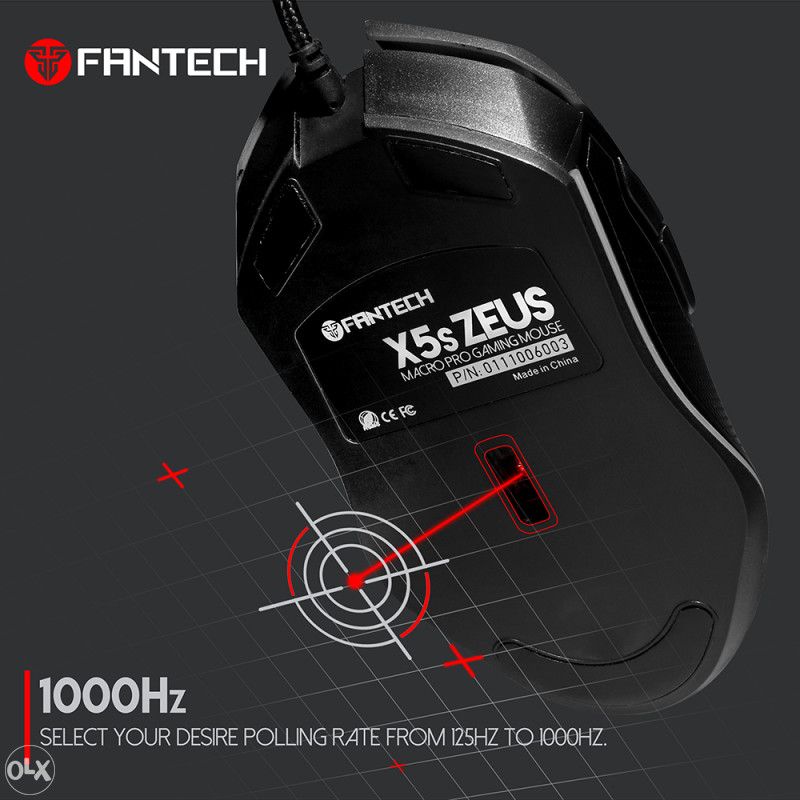 FANTECH
FANTECH
X5s ZEUS
MACRO PRO GAMING MOUSE
P/N: 0111006003
Made in China
CE FC
1000Hz
SELECT YOUR DESIRE POLLING RATE FROM 125HZ TO 1000HZ.
OLX